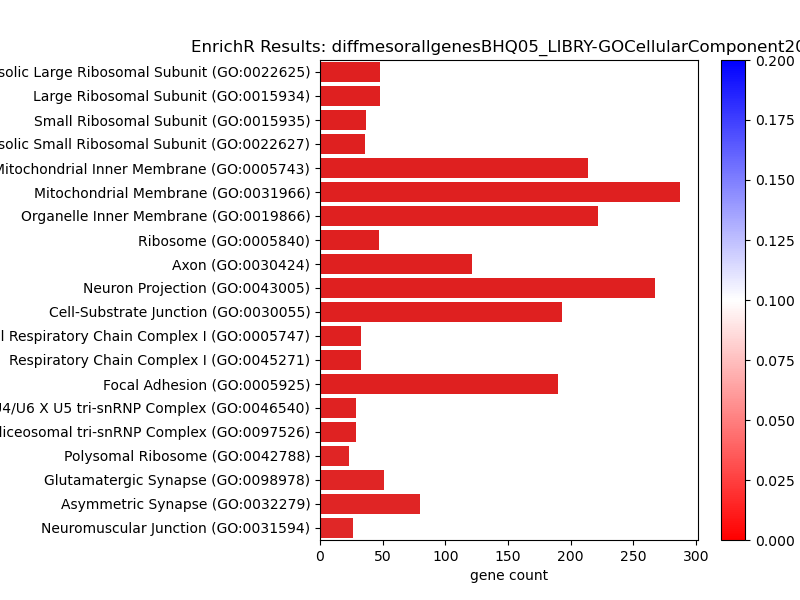 EnrichR Results: diffmesorallgenesBHQ05_LIBRY-GOCellularComponent20
solic Large Ribosomal Subunit (GO:0022625)
Large Ribosomal Subunit (GO:0015934)
Small Ribosomal Subunit (GO:0015935)
solic Small Ribosomal Subunit (GO:0022627)
Mitochondrial Inner Membrane (GO:0005743)
Mitochondrial Membrane (GO:0031966)
Organelle Inner Membrane (GO:0019866)
Ribosome (GO:0005840)
Axon (GO:0030424)
Neuron Projection (GO:0043005)
Cell-Substrate Junction (GO:0030055)
l Respiratory Chain Complex I (GO:0005747)
Respiratory Chain Complex I (GO:0045271)
Focal Adhesion (GO:0005925)
U4/U6 X U5 tri-snRNP Complex (GO:0046540)
liceosomal tri-snRNP Complex (GO:0097526)
Polysomal Ribosome (GO:0042788)
Glutamatergic Synapse (GO:0098978)
Asymmetric Synapse (GO:0032279)
Neuromuscular Junction (GO:0031594)
0 50 100 150 200 250 300
gene count
0.200
0.175
0.150
0.125
0.100
0.075
0.050
0.025
0.000